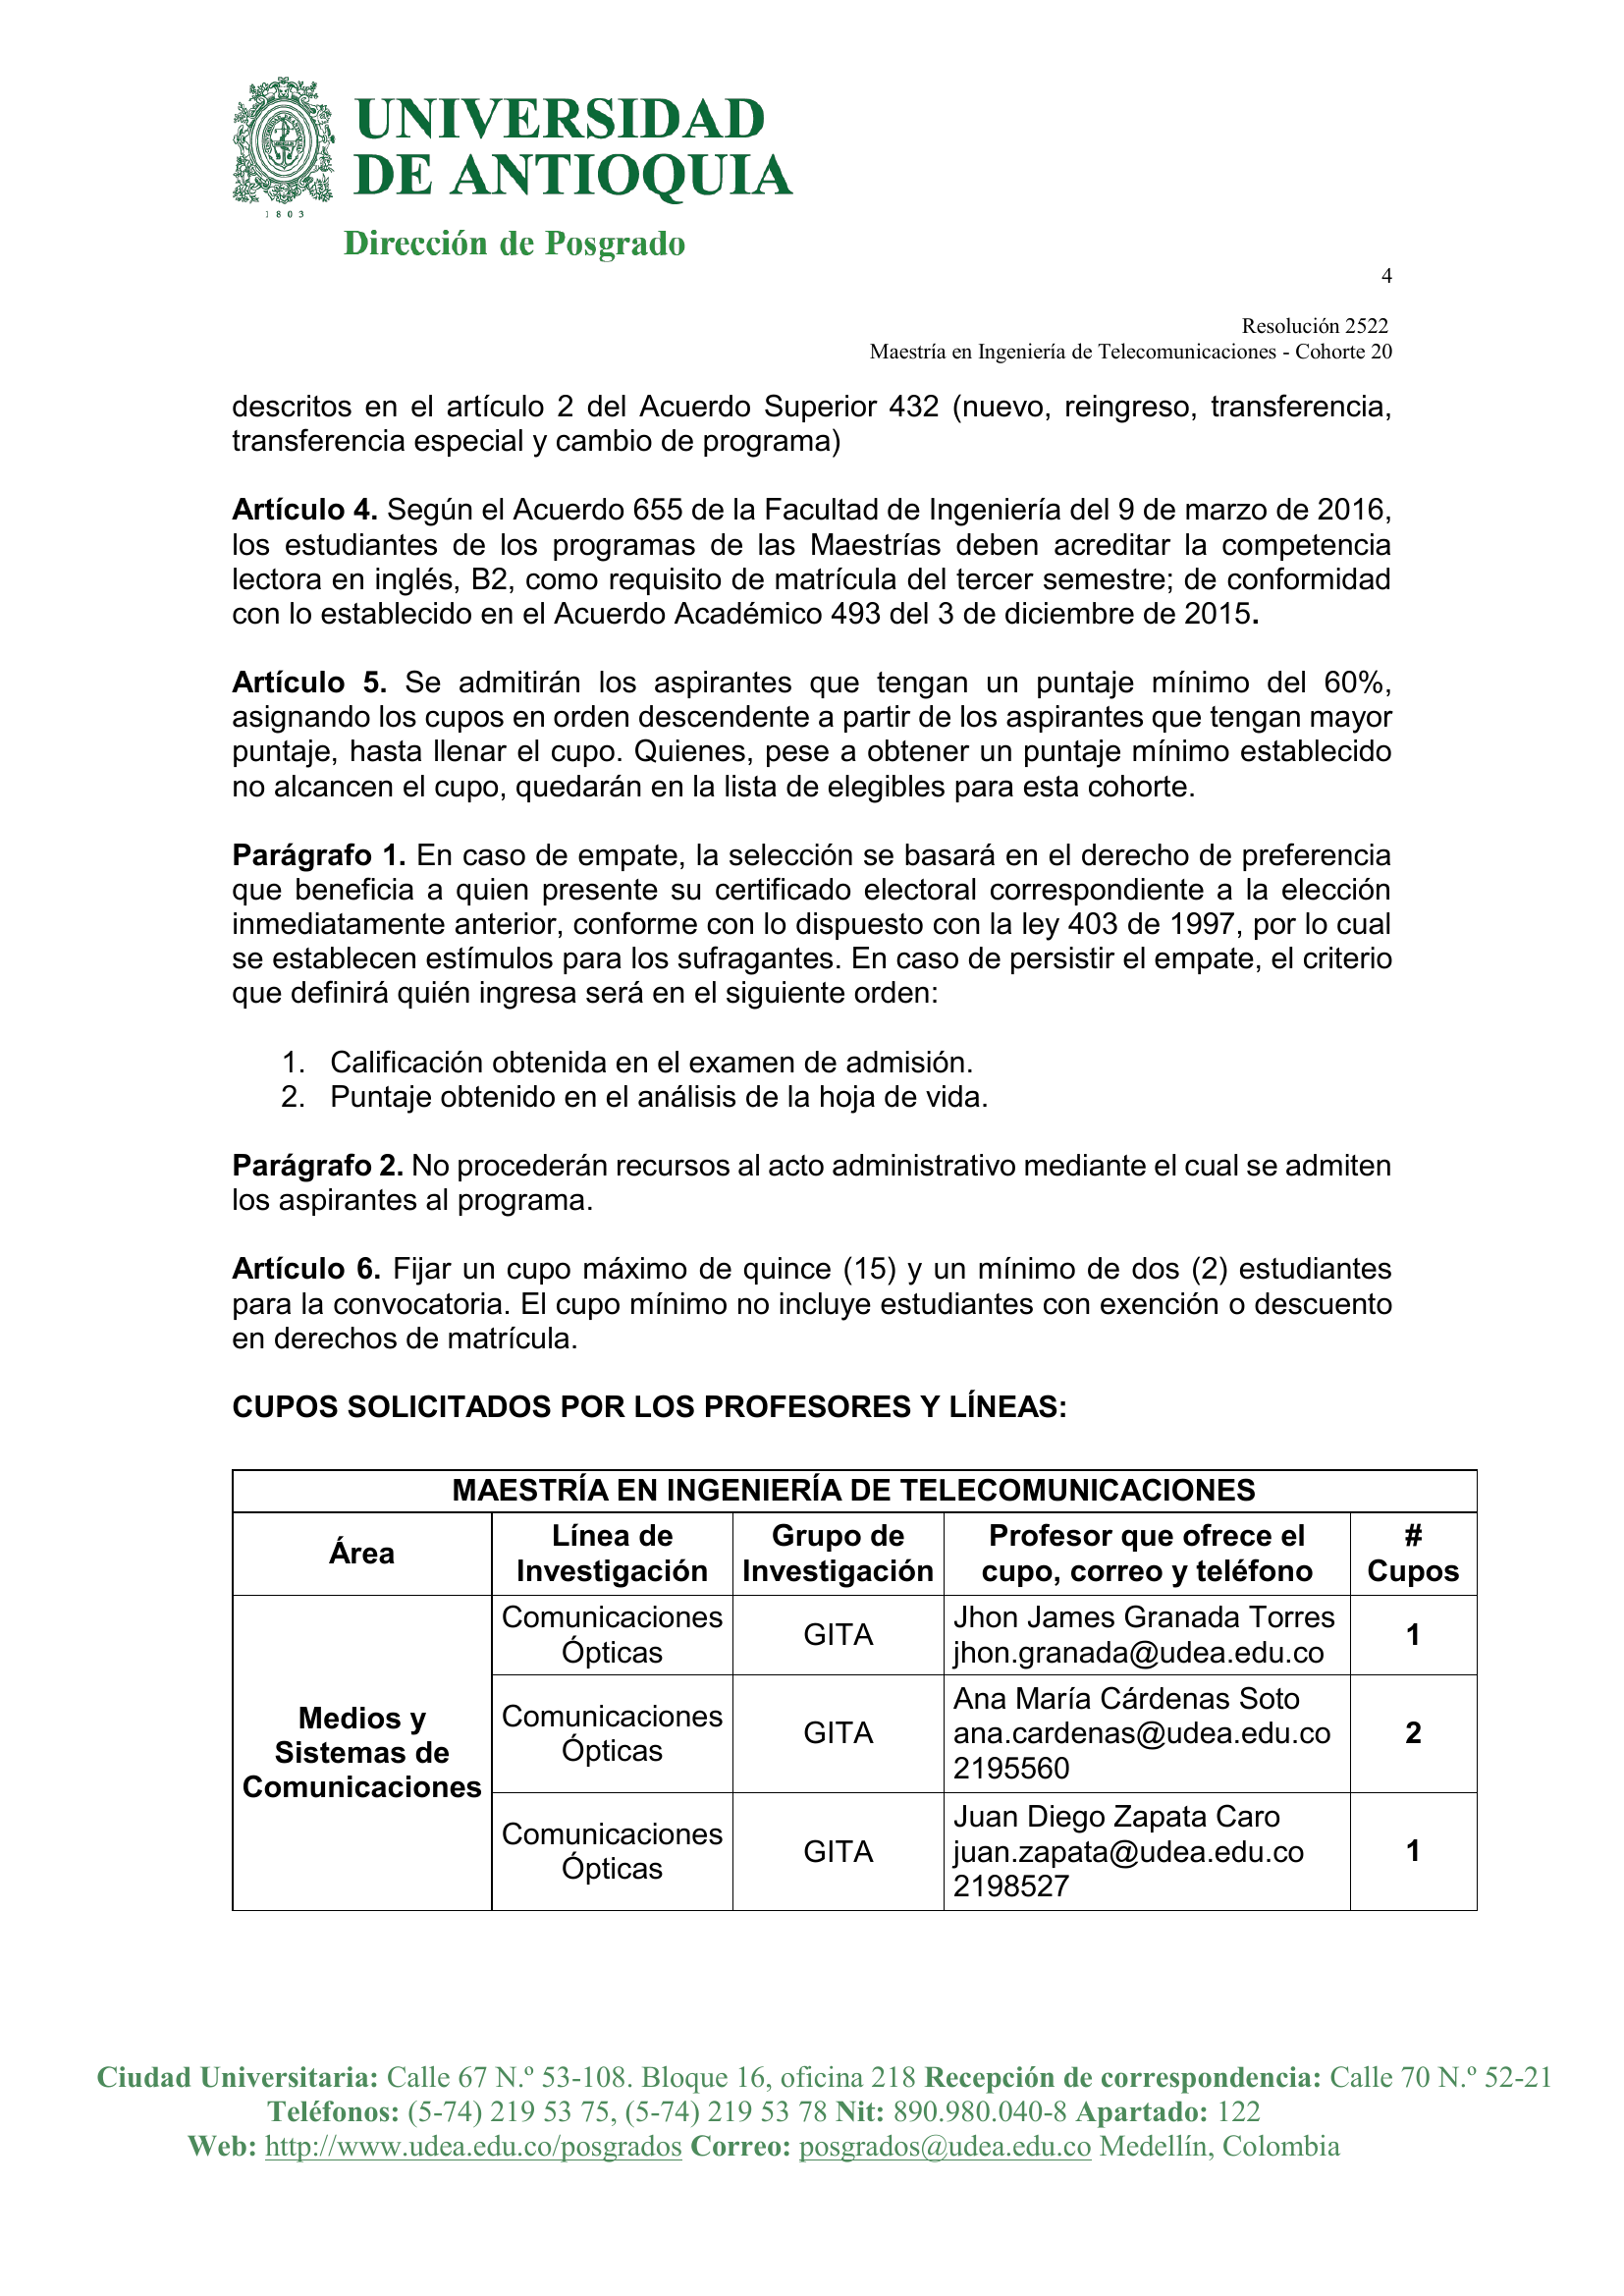 UNIVERSIDAD
DE ANTIOQUIA
1803
Dirección de Posgrado
4
Resolución 2522
Maestría en Ingeniería de Telecomunicaciones - Cohorte 20
descritos en el artículo 2 del Acuerdo Superior 432 (nuevo, reingreso, transferencia,
transferencia especial y cambio de programa)
Artículo 4. Según el Acuerdo 655 de la Facultad de Ingeniería del 9 de marzo de 2016,
los estudiantes de los programas de las Maestrías deben acreditar la competencia
lectora en inglés, B2, como requisito de matrícula del tercer semestre; de conformidad
con lo establecido en el Acuerdo Académico 493 del 3 de diciembre de 2015.
Artículo 5. Se admitirán los aspirantes que tengan un puntaje mínimo del 60%,
asignando los cupos en orden descendente a partir de los aspirantes que tengan mayor
puntaje, hasta llenar el cupo. Quienes, pese a obtener un puntaje mínimo establecido
no alcancen el cupo, quedarán en la lista de elegibles para esta cohorte.
Parágrafo 1. En caso de empate, la selección se basará en el derecho de preferencia
que beneficia a quien presente su certificado electoral correspondiente a la elección
inmediatamente anterior, conforme con lo dispuesto con la ley 403 de 1997, por lo cual
se establecen estímulos para los sufragantes. En caso de persistir el empate, el criterio
que definirá quién ingresa será en el siguiente orden:
1. Calificación obtenida en el examen de admisión.
2. Puntaje obtenido en el análisis de la hoja de vida.
Parágrafo 2. No procederán recursos al acto administrativo mediante el cual se admiten
los aspirantes al programa.
Artículo 6. Fijar un cupo máximo de quince (15) y un mínimo de dos (2) estudiantes
para la convocatoria. El cupo mínimo no incluye estudiantes con exención o descuento
en derechos de matrícula.
CUPOS SOLICITADOS POR LOS PROFESORES Y LÍNEAS:
MAESTRÍA EN INGENIERÍA DE TELECOMUNICACIONES
Área
Línea de
Investigación
Grupo de
Investigación
Profesor que ofrece el
cupo, correo y teléfono
#
Cupos
Medios y
Sistemas de
Comunicaciones
Comunicaciones
Ópticas
GITA
Jhon James Granada Torres
jhon.granada@udea.edu.co
1
Comunicaciones
Ópticas
GITA
Ana María Cárdenas Soto
ana.cardenas@udea.edu.co
2195560
2
Comunicaciones
Ópticas
GITA
Juan Diego Zapata Caro
juan.zapata@udea.edu.co
2198527
1
Ciudad Universitaria: Calle 67 N.º 53-108. Bloque 16, oficina 218 Recepción de correspondencia: Calle 70 N.º 52-21
Teléfonos: (5-74) 219 53 75, (5-74) 219 53 78 Nit: 890.980.040-8 Apartado: 122
Web: http://www.udea.edu.co/posgrados Correo: posgrados@udea.edu.co Medellín, Colombia